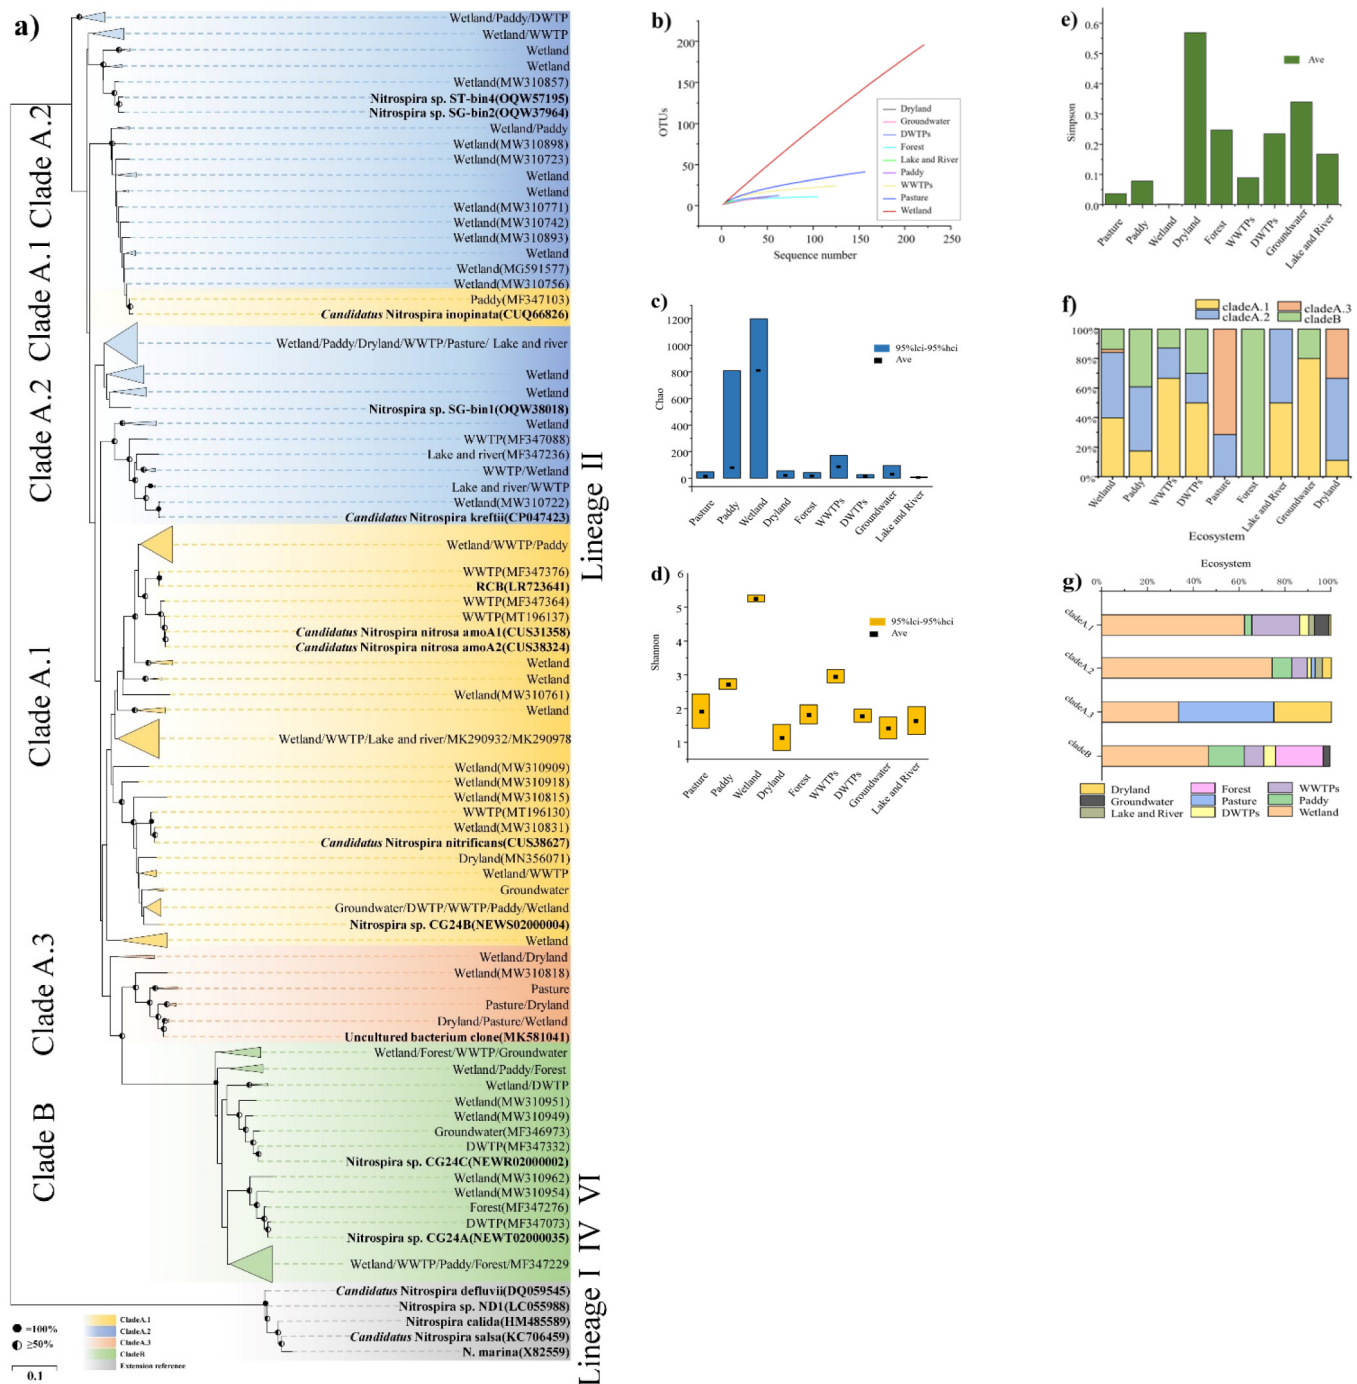 a)
Wetland/Paddy/DWTP
Wetland/WWTP
Wetland
Wetland
Wetland(MW310857)
Nitrospira sp. ST-bin4(OQW57195)
Nitrospira sp. SG-bin2(OQW37964)
Wetland/Paddy
Wetland(MW310898)
Wetland(MW310723)
Wetland
Wetland
Wetland(MW310771)
Wetland(MW310742)
Wetland(MW310893)
Wetland
Wetland(MG591577)
Wetland(MW310756)
Paddy(MF347103)
Candidatus Nitrospira inopinata(CUQ66826)
Wetland/Paddy/Dryland/WWTP/Pasture/ Lake and river
Wetland
Wetland
Nitrospira sp. SG-bin1(OQW38018)
Wetland
WWTP(MF347088)
Lake and river(MF347236)
WWTP/Wetland
Lake and river/WWTP
Wetland(MW310722)
Candidatus Nitrospira kreftii(CP047423)
Wetland/WWTP/Paddy
WWTP(MF347376)
RCB(LR723641)
WWTP(MF347364)
WWTP(MT196137)
Candidatus Nitrospira nitrosa amoA1(CUS31358)
Candidatus Nitrospira nitrosa amoA2(CUS38324)
Wetland
Wetland
Wetland(MW310761)
Wetland
Wetland/WWTP/Lake and river/MK290932/MK290978
Wetland(MW310909)
Wetland(MW310918)
Wetland(MW310815)
WWTP(MT196130)
Wetland(MW310831)
Candidatus Nitrospira nitrificans(CUS38627)
Dryland(MN356071)
Wetland/WWTP
Groundwater
Groundwater/DWTP/WWTP/Paddy/Wetland
Nitrospira sp. CG24B(NEWS02000004)
Wetland
Wetland/Dryland
Wetland(MW310818)
Pasture
Pasture/Dryland
Dryland/Pasture/Wetland
Uncultured bacterium clone(MK581041)
Wetland/Forest/WWTP/Groundwater
Wetland/Paddy/Forest
Wetland/DWTP
Wetland(MW310951)
Wetland(MW310949)
Groundwater(MF346973)
DWTP(MF347332)
Nitrospira sp. CG24C(NEWR02000002)
Wetland(MW310962)
Wetland(MW310954)
Forest(MF347276)
DWTP(MF347073)
Nitrospira sp. CG24A(NEWT02000035)
Wetland/WWTP/Paddy/Forest/MF347229
Candidatus Nitrospira defluvii(DQ059545)
Nitrospira sp. ND1(LC055988)
Nitrospira calida(HM485589)
Candidatus Nitrospira salsa(KC706459)
N. marina(X82559)
Clade A.2
Clade A.1
Clade A.2
Clade A.1
Clade A.3
Clade B
Lineage II
Lineage I IV VI
=100%
≥50%
0.1
CladeA.1
CladeA.2
CladeA.3
CladeB
Extension reference
b)
OTUs
200
150
100
50
0
0
50
100
150
200
250
Sequence number
Dryland
Groundwater
DWTPs
Forest
Lake and River
Paddy
WWTPs
Pasture
Wetland
c)
Chao
1200
1000
800
600
400
200
0
95%lci-95%hci
Ave
Pasture
Paddy
Wetland
Dryland
Forest
WWTPs
DWTPs
Groundwater
Lake and River
d)
Shannon
6
5
4
3
2
1
95%lci-95%hci
Ave
Pasture
Paddy
Wetland
Dryland
Forest
WWTPs
DWTPs
Groundwater
Lake and River
e)
Simpson
0.6
0.5
0.4
0.3
0.2
0.1
0.0
Ave
Pasture
Paddy
Wetland
Dryland
Forest
WWTPs
DWTPs
Groundwater
Lake and River
f)
cladeA.1
cladeA.3
cladeA.2
cladeB
100%
80%
60%
40%
20%
0%
Wetland
Paddy
WWTPs
DWTPs
Pasture
Forest
Lake and River
Groundwater
Dryland
Ecosystem
g)
Ecosystem
0%
20%
40%
60%
80%
100%
cladeA.1
cladeA.2
cladeA.3
cladeB
Dryland
Forest
WWTPs
Groundwater
Pasture
Paddy
Lake and River
DWTPs
Wetland